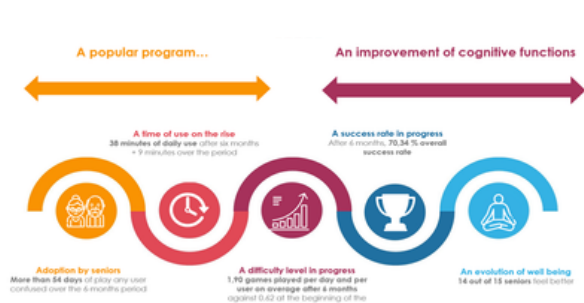 A popular program...
An improvement of cognitive functions
A time of use on the rise
38 minutes of daily use after six months
+ 9 minutes over the period
A success rate in progress
After 6 months, 70,34 % overall
success rate
Adoption by seniors
More than 54 days of play any user
confused over the 6 months period
A difficulty level in progress
1,90 games played per day and per
user on average after 6 months
against 0.62 at the beginning of the
An evolution of well being
14 out of 15 seniors feel better